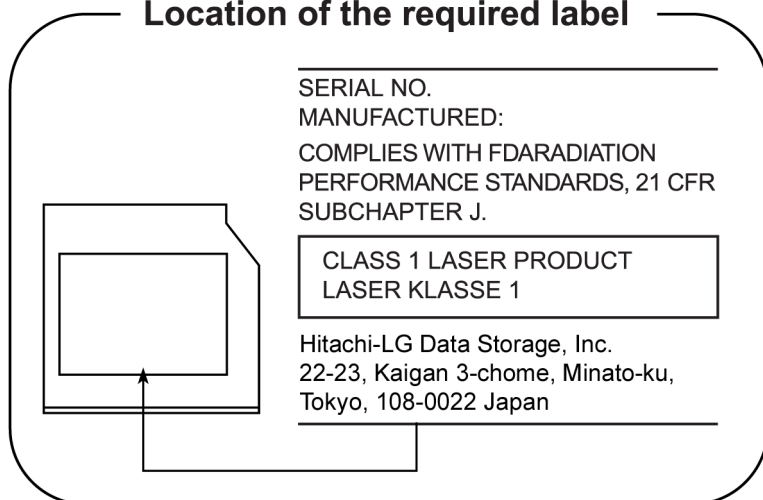 Location of the required label
SERIAL NO.
MANUFACTURED:
COMPLIES WITH FDARADIATION
PERFORMANCE STANDARDS, 21 CFR
SUBCHAPTER J.
CLASS 1 LASER PRODUCT
LASER KLASSE 1
Hitachi-LG Data Storage, Inc.
22-23, Kaigan 3-chome, Minato-ku,
Tokyo, 108-0022 Japan